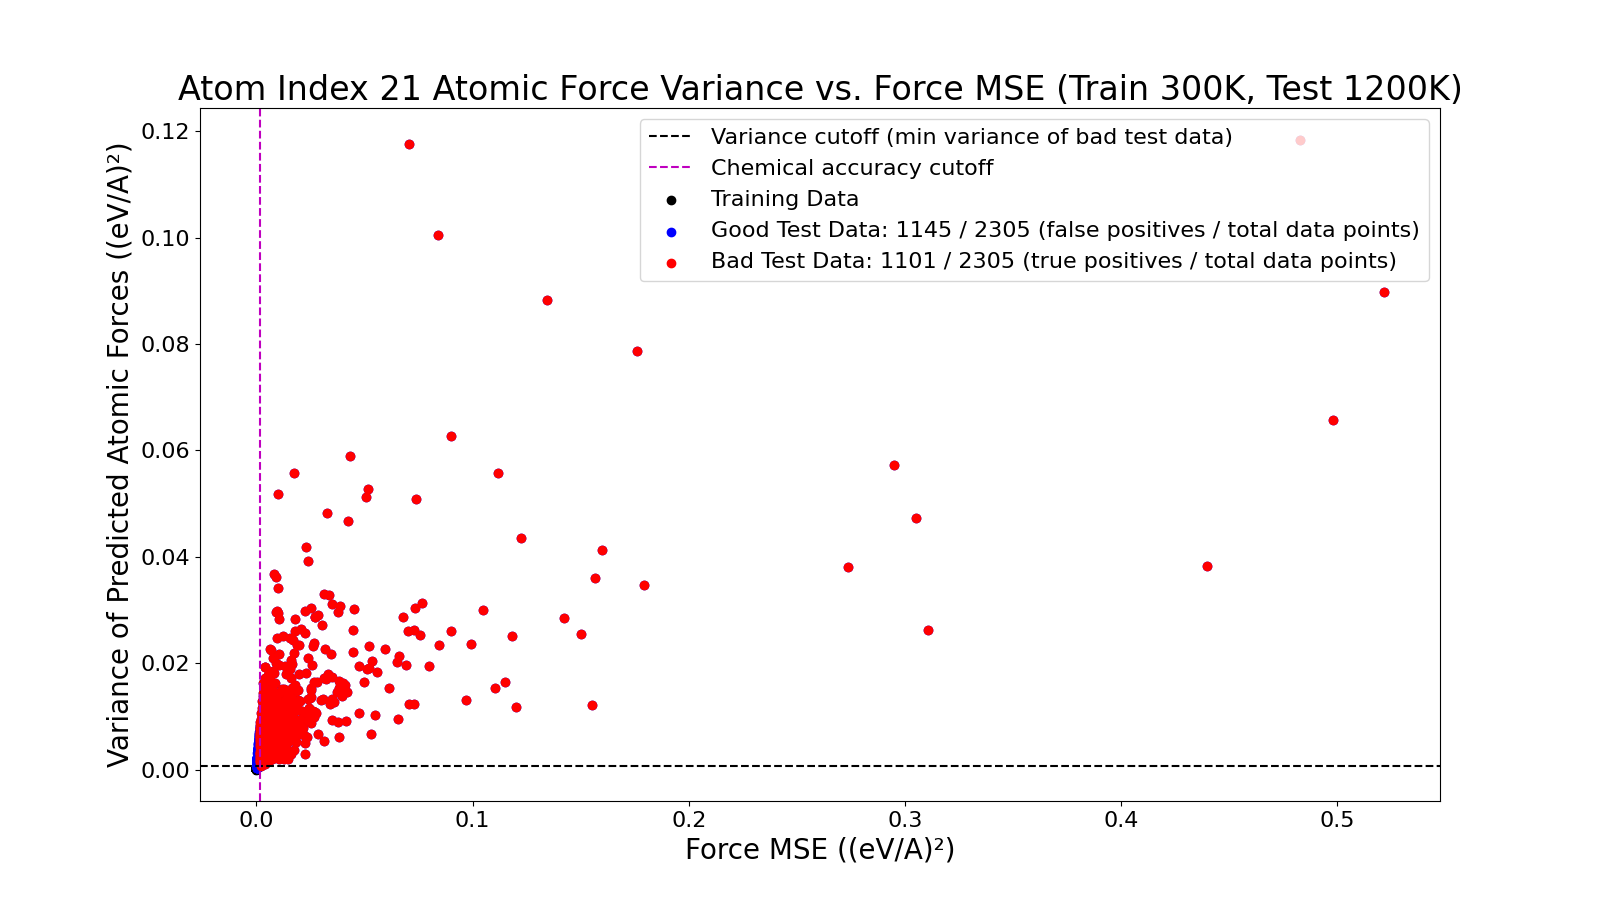 Atom Index 21 Atomic Force Variance vs. Force MSE (Train 300K, Test 1200K)
Variance cutoff (min variance of bad test data)
Chemical accuracy cutoff
Training Data
Good Test Data: 1145 / 2305 (false positives / total data points)
Bad Test Data: 1101 / 2305 (true positives / total data points)
Variance of Predicted Atomic Forces ((eV/A)²)
0.12
0.10
0.08
0.06
0.04
0.02
0.00
0.0 0.1 0.2 0.3 0.4 0.5
Force MSE ((eV/A)²)